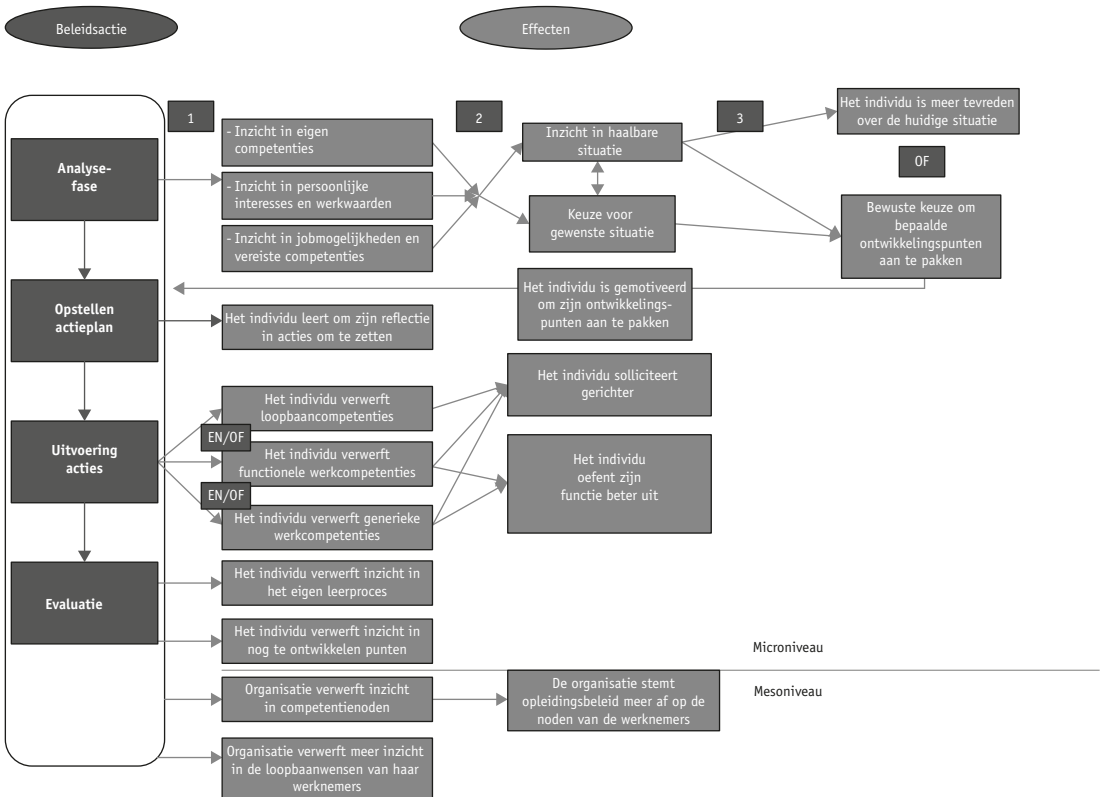 Beleidsactie
Effecten
1
2
3
Analyse-
fase
Opstellen
actieplan
Uitvoering
acties
Evaluatie
- Inzicht in eigen
competenties
- Inzicht in persoonlijke
interesses en werkwaarden
- Inzicht in jobmogelijkheden en
vereiste competenties
Inzicht in haalbare
situatie
Keuze voor
gewenste situatie
Het individu is meer tevreden
over de huidige situatie
OF
Bewuste keuze om
bepaalde
ontwikkelingspunten
aan te pakken
Het individu is gemotiveerd
om zijn ontwikkelings-
punten aan te pakken
Het individu leert om zijn reflectie
in acties om te zetten
Het individu verwerft
loopbaancompetenties
EN/OF
Het individu verwerft
functionele werkcompetenties
EN/OF
Het individu verwerft generieke
werkcompetenties
Het individu solliciteert
gerichter
Het individu
oefent zijn
functie beter uit
Het individu verwerft inzicht in
het eigen leerproces
Het individu verwerft inzicht in
nog te ontwikkelen punten
Microniveau
Mesoniveau
Organisatie verwerft inzicht
in competentienoden
De organisatie stemt
opleidingsbeleid meer af op de
noden van de werknemers
Organisatie verwerft meer inzicht
in de loopbaanwensen van haar
werknemers